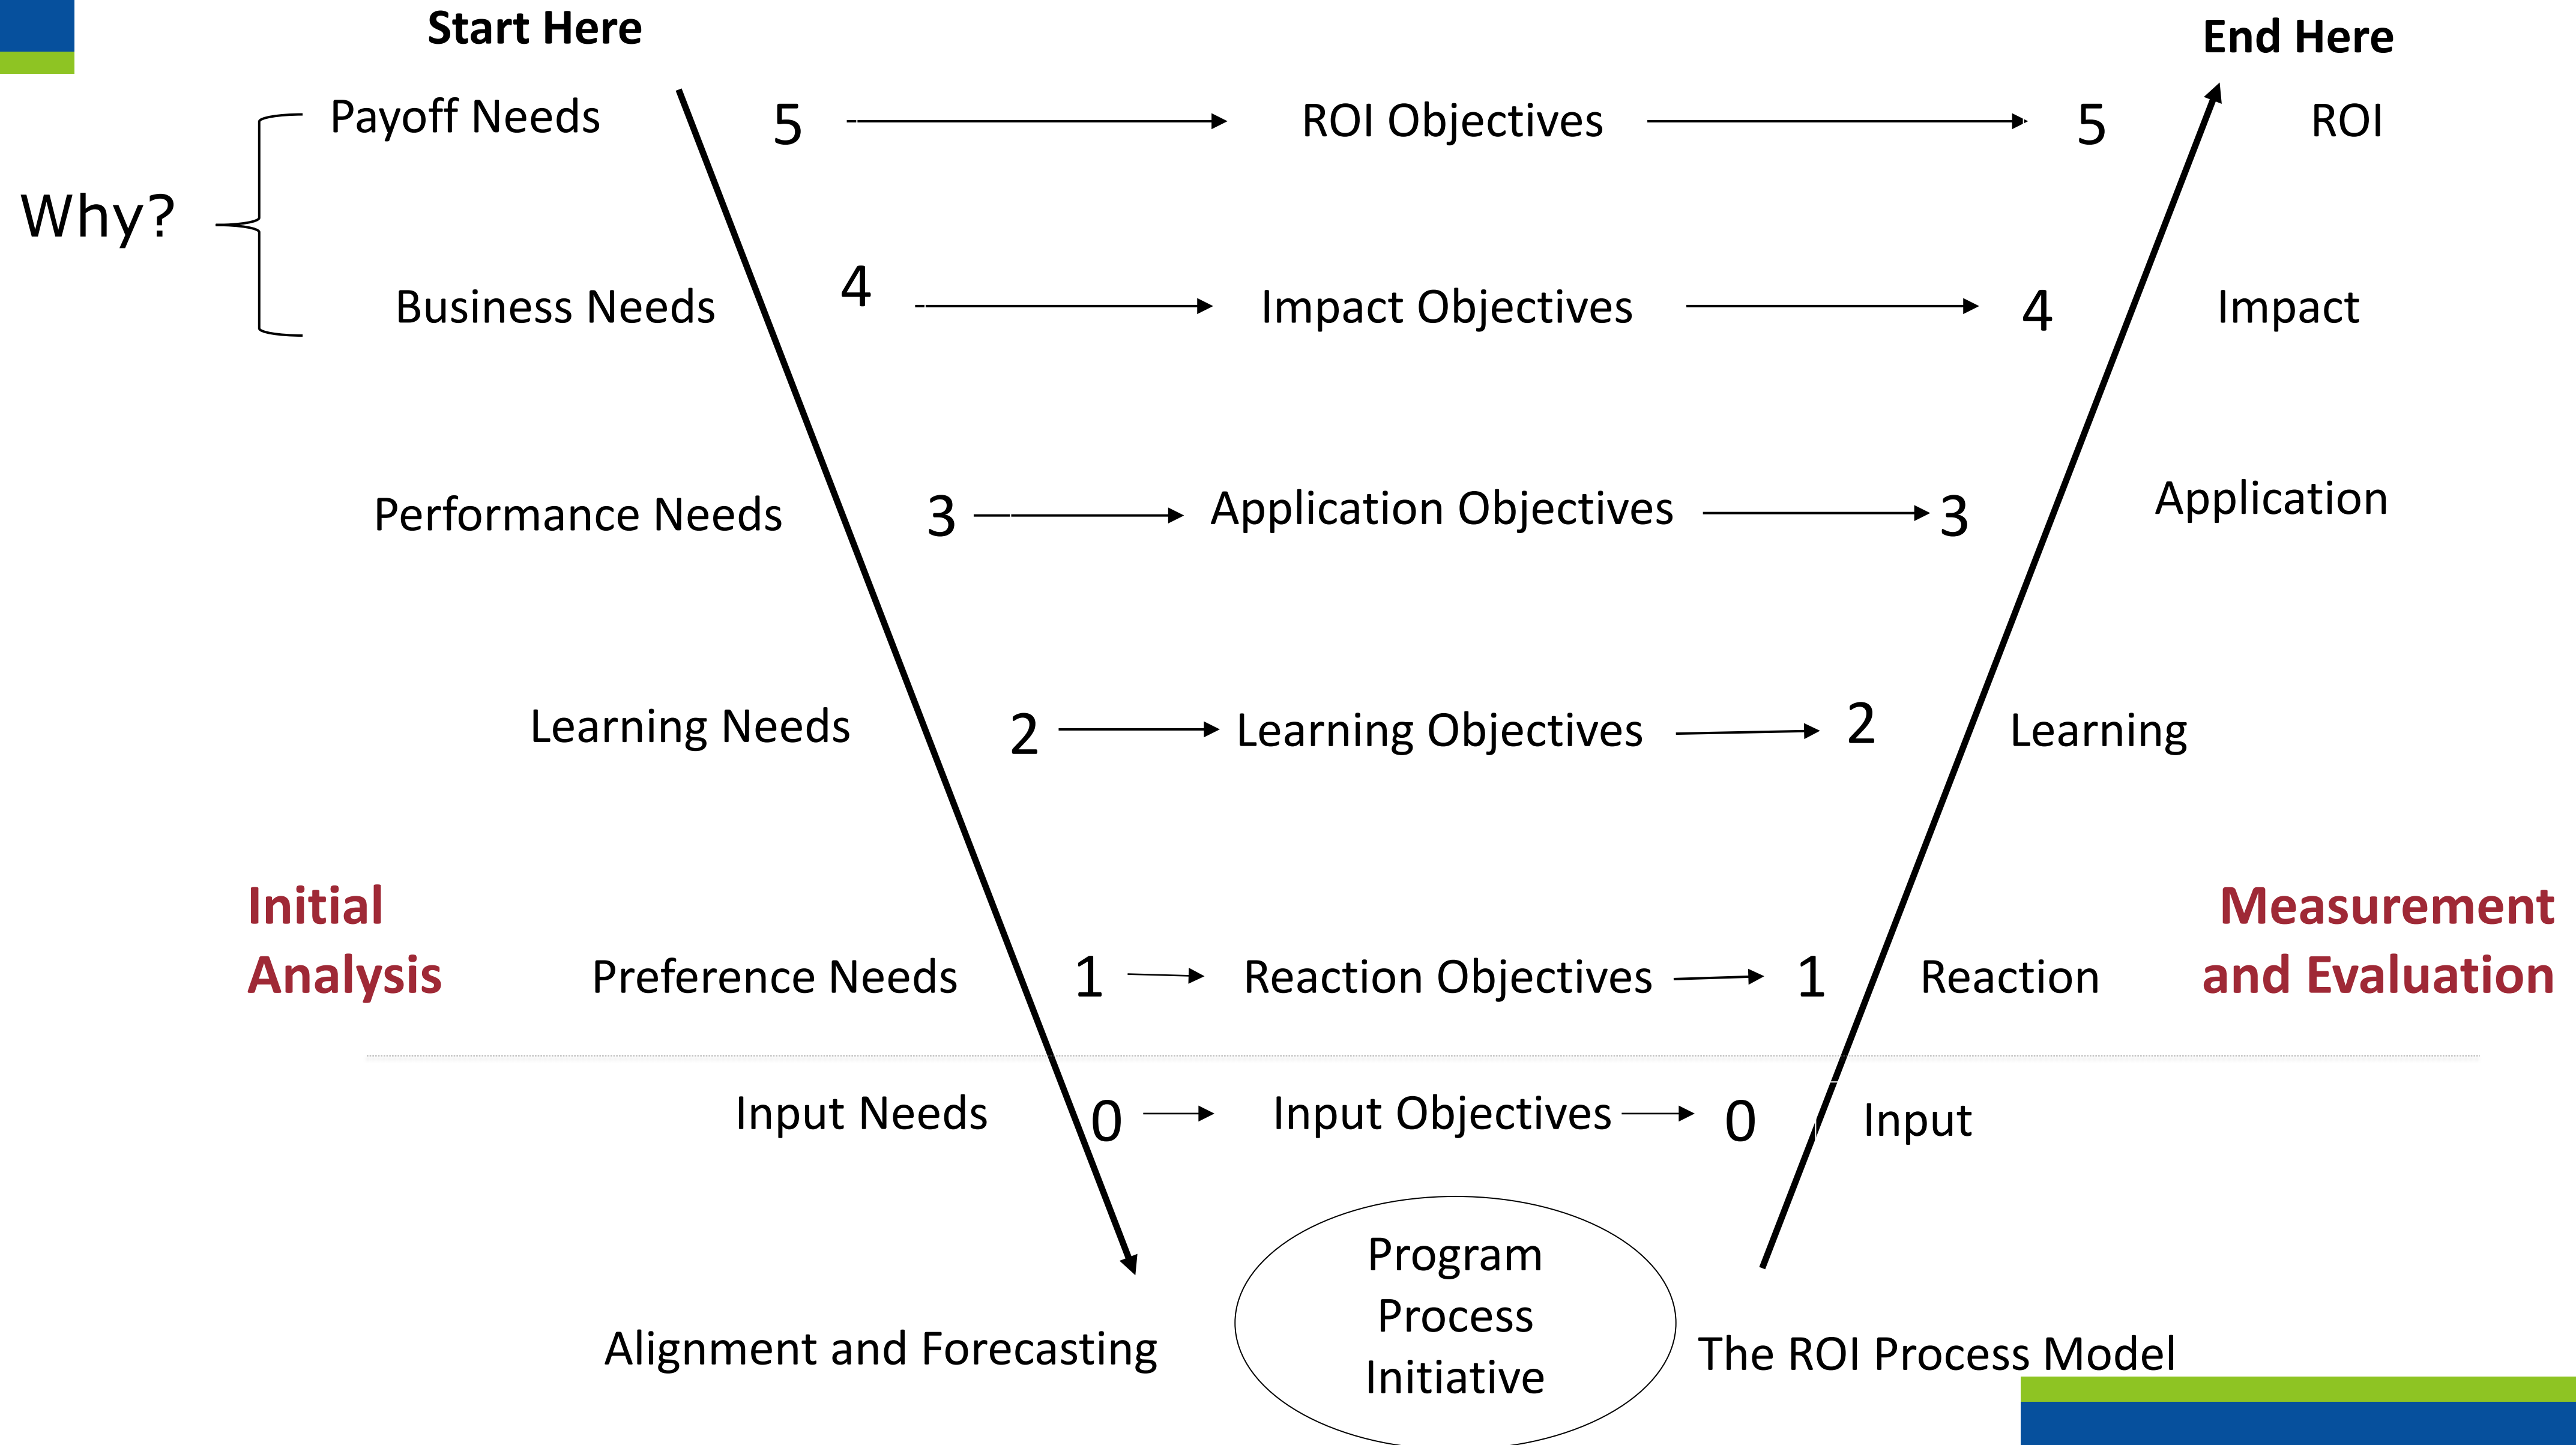 Start Here
End Here
Payoff Needs
5
ROI Objectives
5
ROI
Why?
Business Needs
4
Impact Objectives
4
Impact
Performance Needs
3
Application Objectives
3
Application
Learning Needs
2
Learning Objectives
2
Learning
Initial
Analysis
Measurement
and Evaluation
Preference Needs
1
Reaction Objectives
1
Reaction
Input Needs
0
Input Objectives
0
Input
Program
Process
Initiative
Alignment and Forecasting
The ROI Process Model